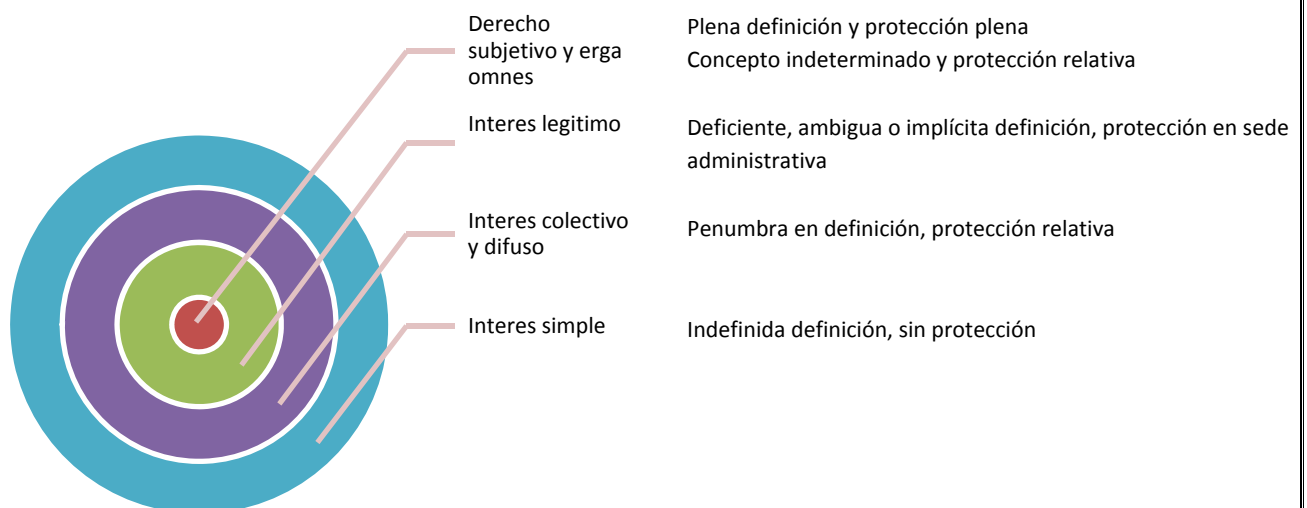 Derecho
subjetivo y erga
omnes
Plena definición y protección plena
Concepto indeterminado y protección relativa
Interes legitimo
Deficiente, ambigua o implícita definición, protección en sede
administrativa
Interes colectivo
y difuso
Penumbra en definición, protección relativa
Interes simple
Indefinida definición, sin protección